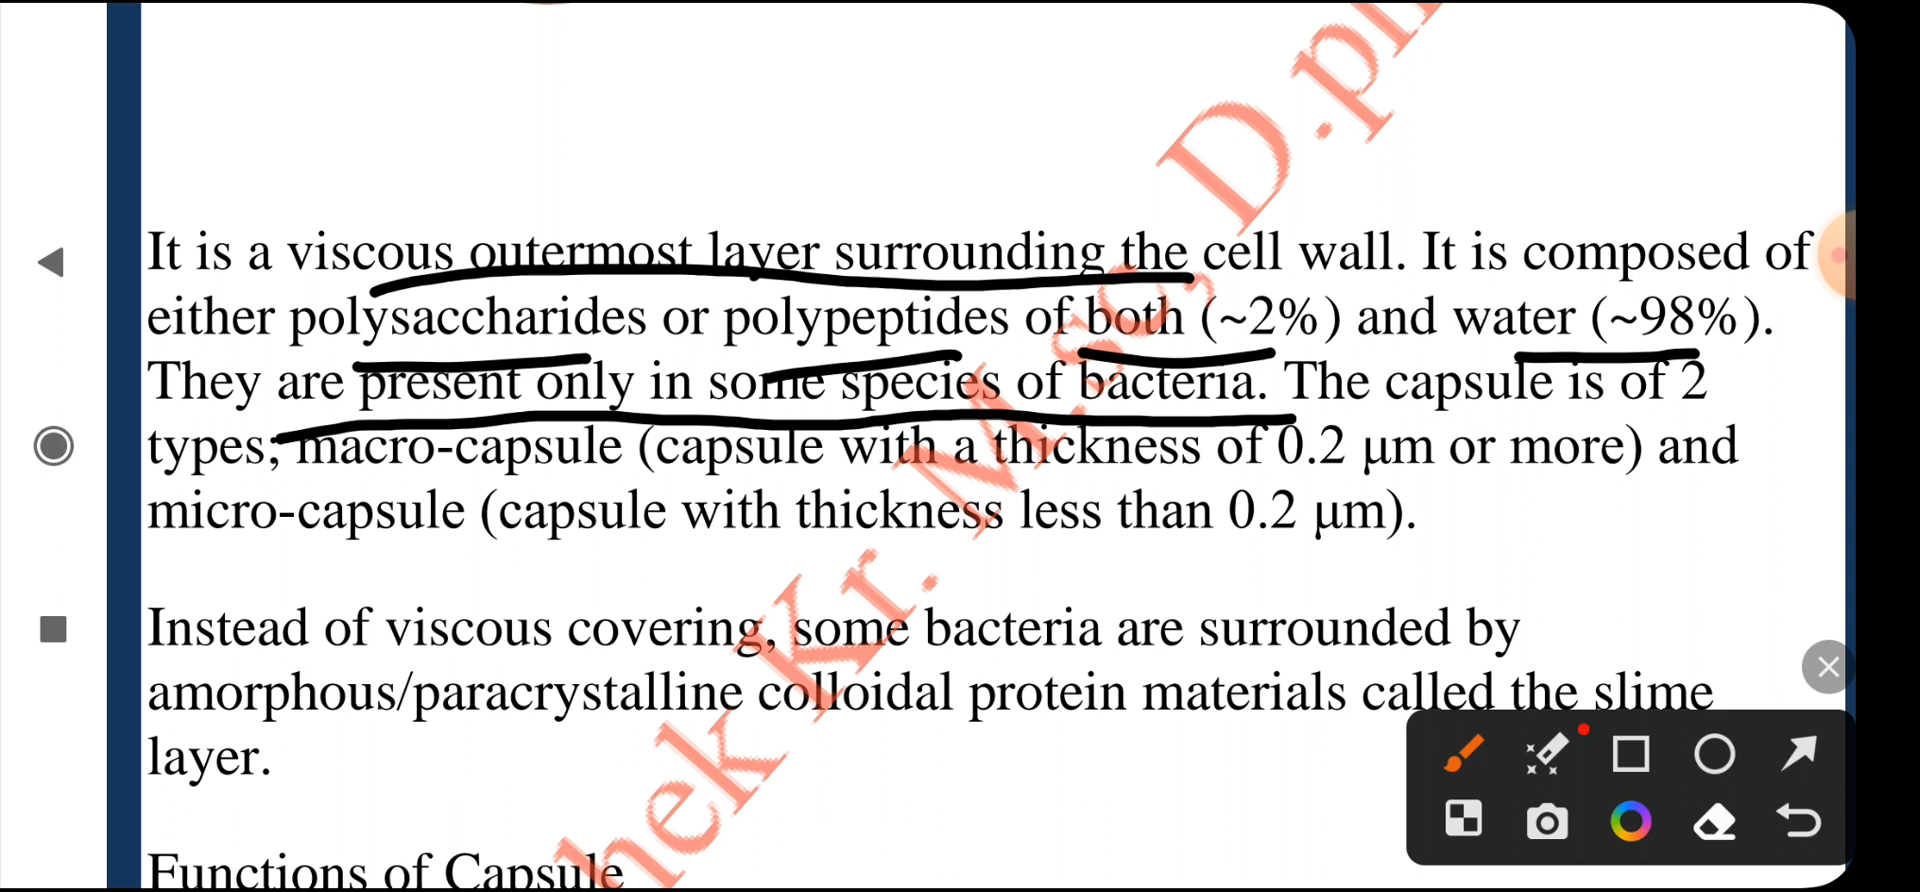 It is a viscous outermost layer surrounding the cell wall. It is composed of
either polysaccharides or polypeptides of both (~2%) and water (~98%).
They are present only in some species of bacteria. The capsule is of 2
types; macro-capsule (capsule with a thickness of 0.2 μm or more) and
micro-capsule (capsule with thickness less than 0.2 μm).
Instead of viscous covering, some bacteria are surrounded by
amorphous/paracrystalline colloidal protein materials called the slime
layer.
Functions of Capsule
hek Kr. M.sc, D.ph